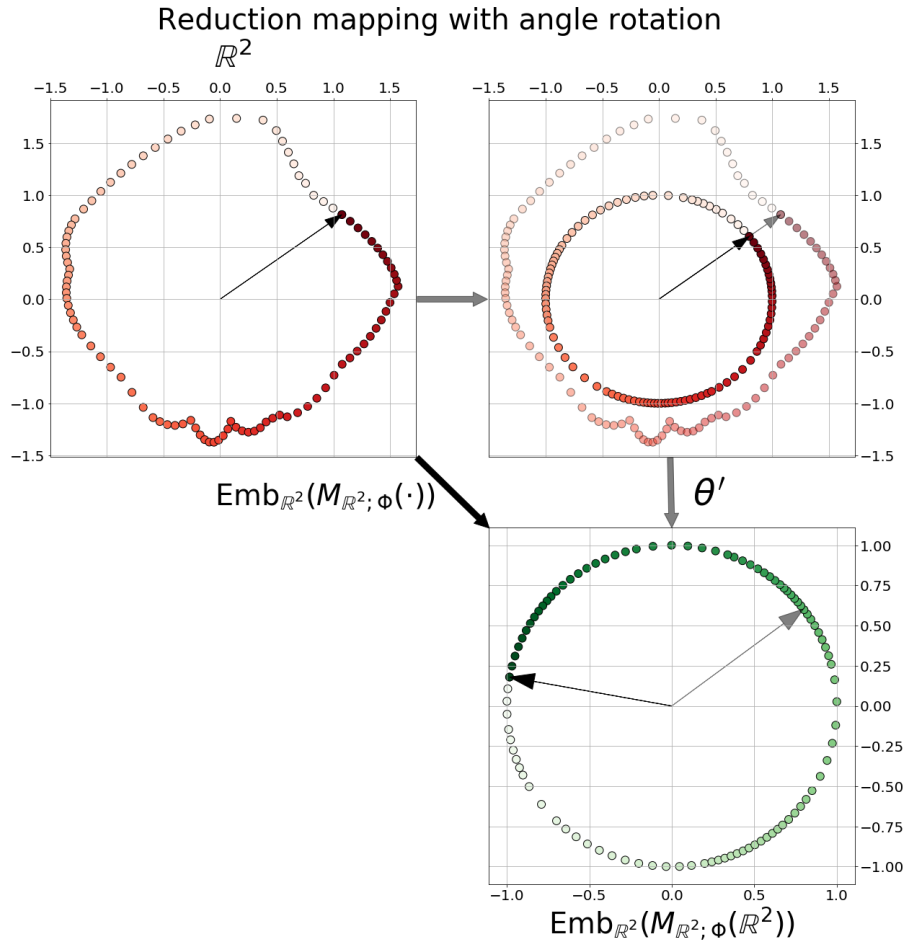 Reduction mapping with angle rotation
ℝ²
−1.5 −1.0 −0.5 0.0 0.5 1.0 1.5
−1.5 −1.0 −0.5 0.0 0.5 1.0 1.5
1.5 1.5
1.0 1.0
0.5 0.5
0.0 0.0
−0.5 −0.5
−1.0 −1.0
−1.5 −1.5
Emb_ℝ²(M_ℝ²; Φ(·))
θ′
1.00
0.75
0.50
0.25
0.00
−0.25
−0.50
−0.75
−1.00
−1.0 −0.5 0.0 0.5 1.0
Emb_ℝ²(M_ℝ²; Φ(ℝ²))